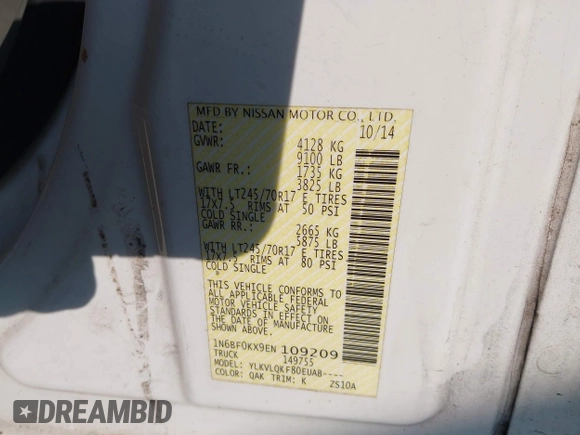 MFD BY NISSAN MOTOR CO., LTD.
DATE: 10/14
GVWR: 4128 KG
9100 LB
GAWR FR.: 1735 KG
3825 LB
WITH LT245/70R17 E TIRES
17X7.5 RIMS AT 50 PSI
COLD SINGLE
GAWR RR.: 2665 KG
5875 LB
WITH LT245/70R17 E TIRES
17X7.5 RIMS AT 80 PSI
COLD SINGLE
THIS VEHICLE CONFORMS TO
ALL APPLICABLE FEDERAL
MOTOR VEHICLE SAFETY
STANDARDS IN EFFECT ON
THE DATE OF MANUFACTURE
SHOWN ABOVE.
1N6BF0KX9EN 109209
TRUCK 149755
MODEL: YLKVLQKF80EUAB----
COLOR: QAK TRIM: K 2S10A
DREAMBID